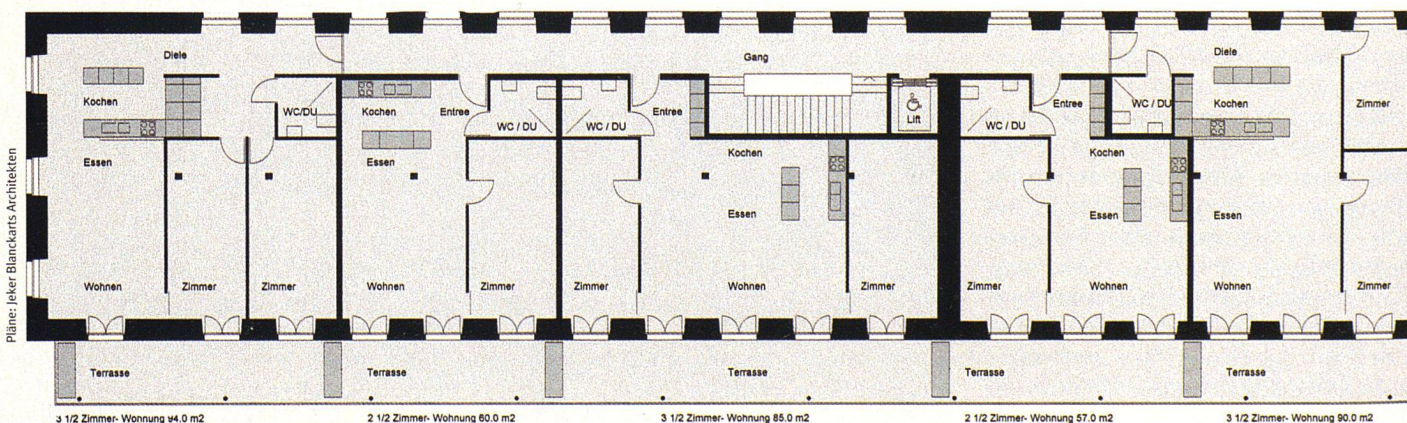 Pläne: Jeker Blanckarts Architekten
Diele
Kochen
Essen
Wohnen
WC/DU
Zimmer
Zimmer
Terrasse
3 1/2 Zimmer- Wohnung 94.0 m2
Kochen
Entree
WC / DU
Essen
Wohnen
Zimmer
Terrasse
2 1/2 Zimmer- Wohnung 60.0 m2
Gang
Lift
WC / DU
Entree
Kochen
Essen
Zimmer
Wohnen
Zimmer
Terrasse
3 1/2 Zimmer- Wohnung 85.0 m2
WC / DU
Entree
Kochen
Essen
Zimmer
Wohnen
Terrasse
2 1/2 Zimmer- Wohnung 57.0 m2
Diele
WC / DU
Kochen
Zimmer
Essen
Wohnen
Zimmer
Terrasse
3 1/2 Zimmer- Wohnung 90.0 m2